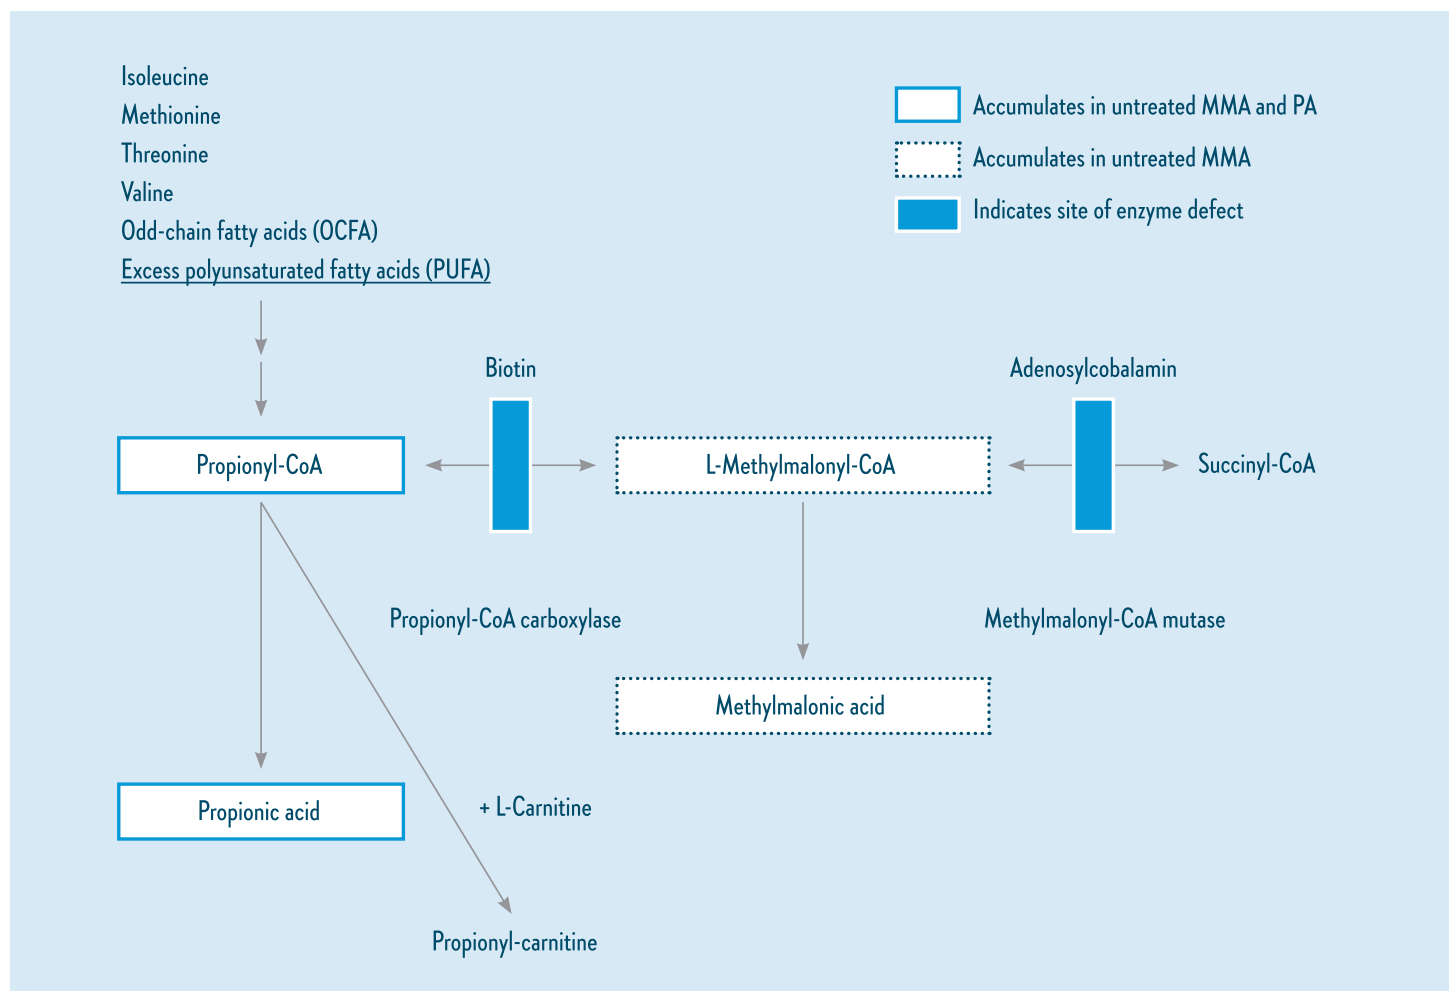 Isoleucine
Methionine
Threonine
Valine
Odd-chain fatty acids (OCFA)
Excess polyunsaturated fatty acids (PUFA)
Accumulates in untreated MMA and PA
Accumulates in untreated MMA
Indicates site of enzyme defect
Biotin
Adenosylcobalamin
Propionyl-CoA
L-Methylmalonyl-CoA
Succinyl-CoA
Propionyl-CoA carboxylase
Methylmalonyl-CoA mutase
Methylmalonic acid
Propionic acid
+ L-Carnitine
Propionyl-carnitine